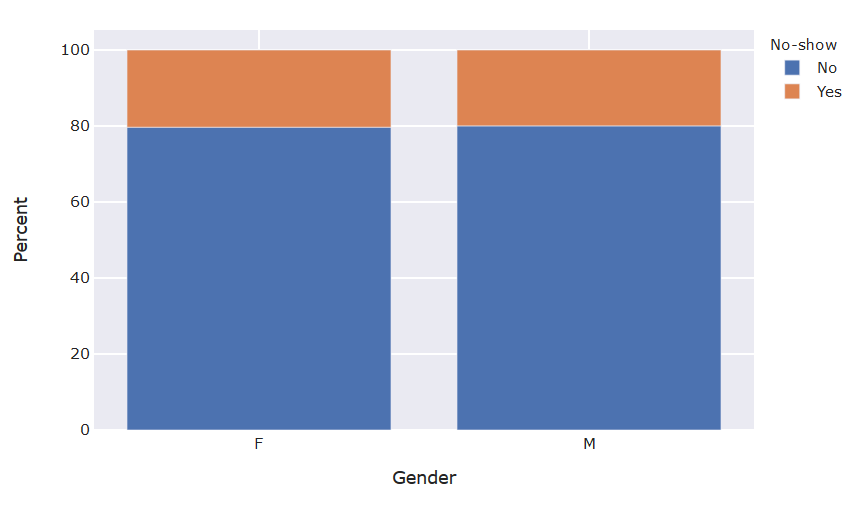 No-show
No
Yes
100
80
60
40
20
0
Percent
F
M
Gender